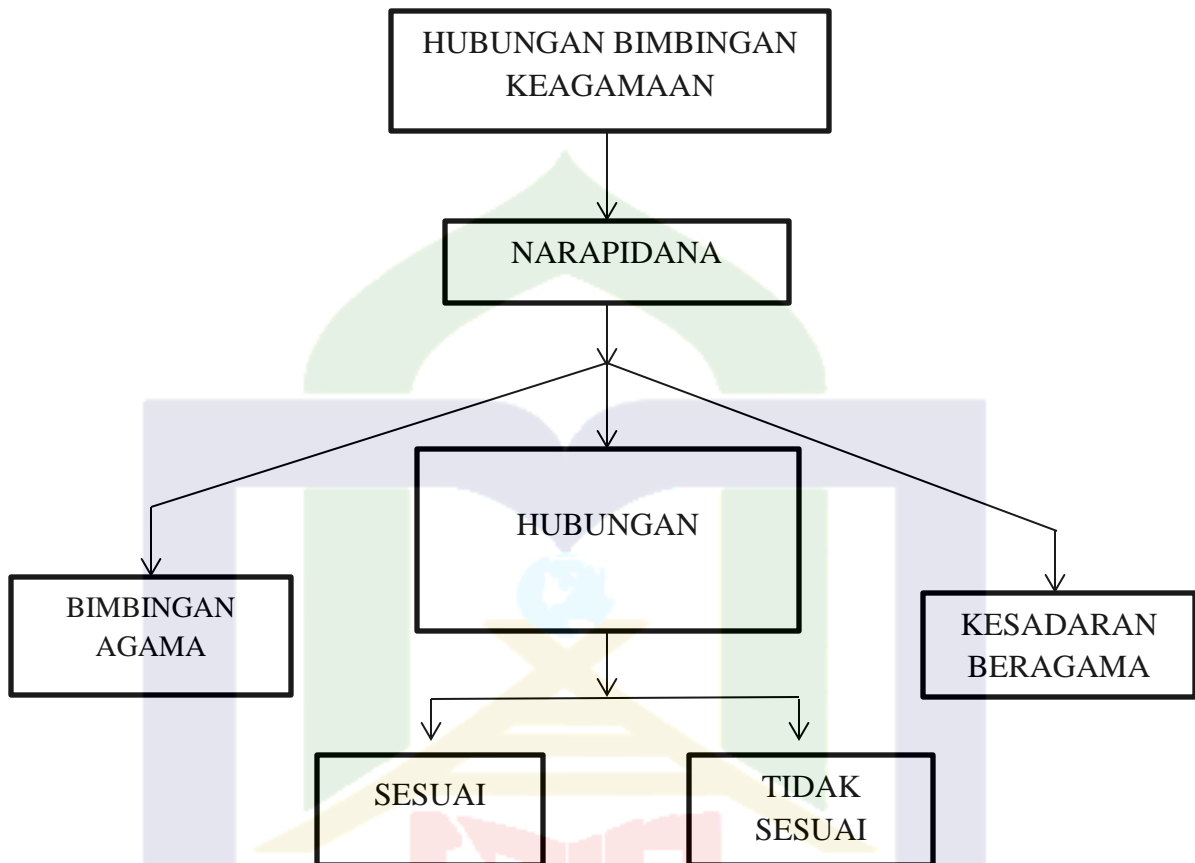 HUBUNGAN BIMBINGAN
KEAGAMAAN
NARAPIDANA
HUBUNGAN
BIMBINGAN
AGAMA
KESADARAN
BERAGAMA
SESUAI
TIDAK
SESUAI